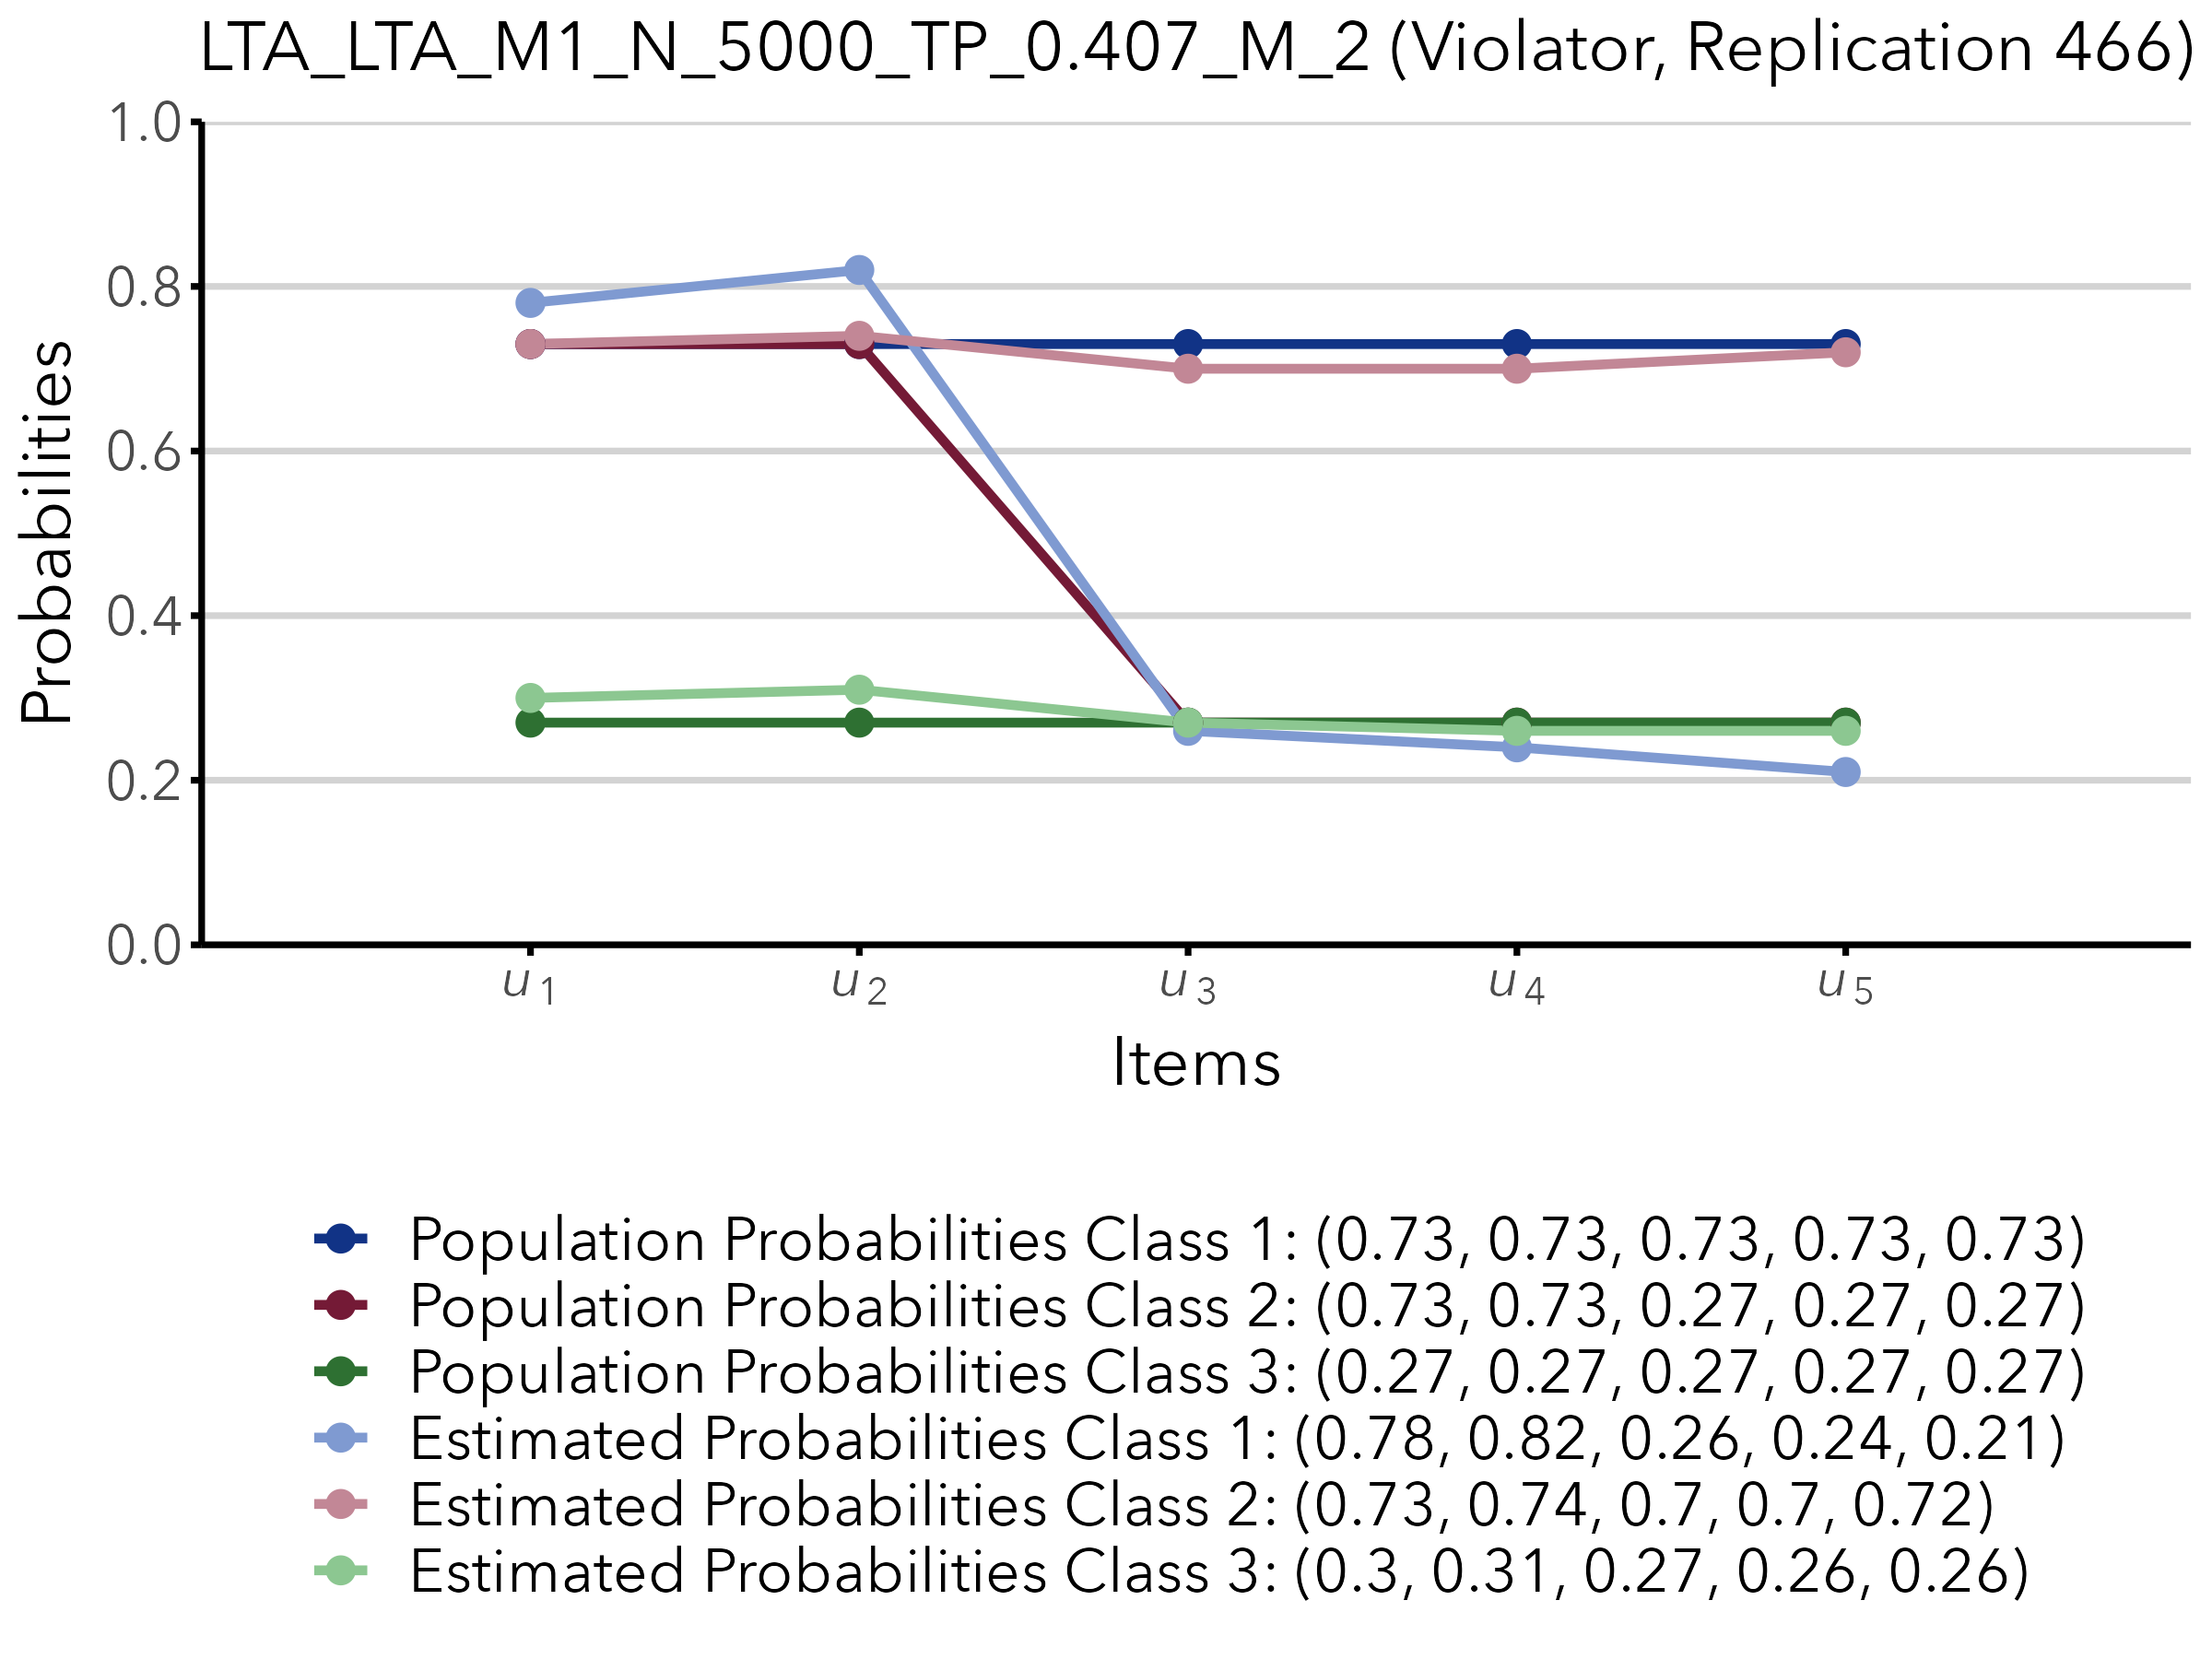 LTA_LTA_M1_N_5000_TP_0.407_M_2 (Violator, Replication 466)
1.0
0.8
0.6
0.4
0.2
0.0
Probabilities
u1 u2 u3 u4 u5
Items
Population Probabilities Class 1: (0.73, 0.73, 0.73, 0.73, 0.73)
Population Probabilities Class 2: (0.73, 0.73, 0.27, 0.27, 0.27)
Population Probabilities Class 3: (0.27, 0.27, 0.27, 0.27, 0.27)
Estimated Probabilities Class 1: (0.78, 0.82, 0.26, 0.24, 0.21)
Estimated Probabilities Class 2: (0.73, 0.74, 0.7, 0.7, 0.72)
Estimated Probabilities Class 3: (0.3, 0.31, 0.27, 0.26, 0.26)